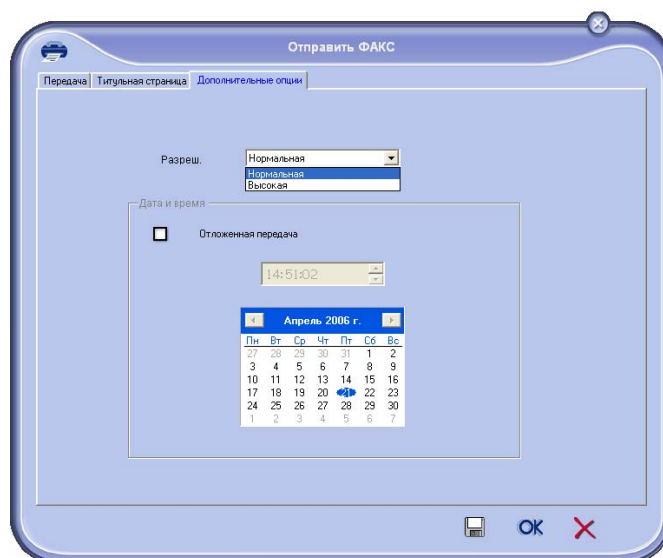 Отправить ФАКС
Передача Титульная страница Дополнительные опции
Разреш. Нормальная
Нормальная
Высокая
Дата и время
Отложенная передача
14:51:02
Апрель 2006 г.
Пн Вт Ср Чт Пт Сб Вс
27 28 29 30 31 1 2
3 4 5 6 7 8 9
10 11 12 13 14 15 16
17 18 19 20 21 22 23
24 25 26 27 28 29 30
1 2 3 4 5 6 7
OK